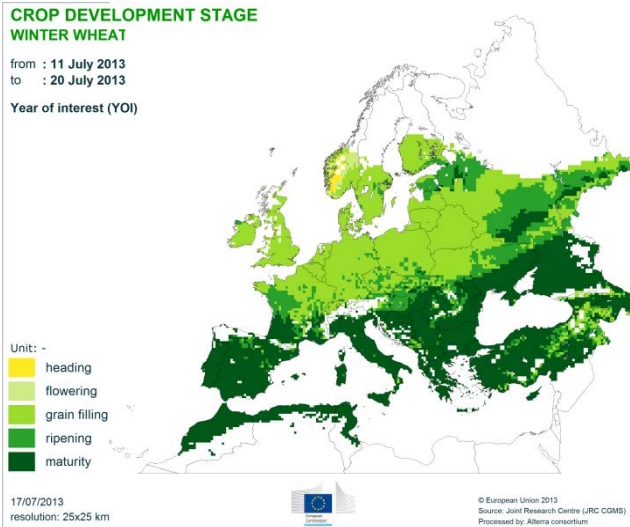 CROP DEVELOPMENT STAGE
WINTER WHEAT
from : 11 July 2013
to : 20 July 2013
Year of interest (YOI)
Unit: -
heading
flowering
grain filling
ripening
maturity
17/07/2013
resolution: 25x25 km
European
Commission
© European Union 2013
Source: Joint Research Centre (JRC CGMS)
Processed by: Alterra consortium